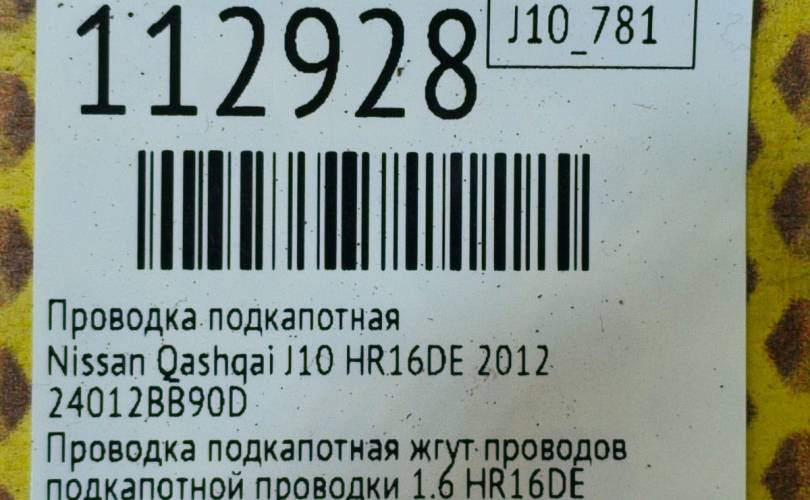 112928
J10_781
Проводка подкапотная
Nissan Qashqai J10 HR16DE 2012
24012BB90D
Проводка подкапотная жгут проводов
подкапотной проводки 1.6 HR16DE